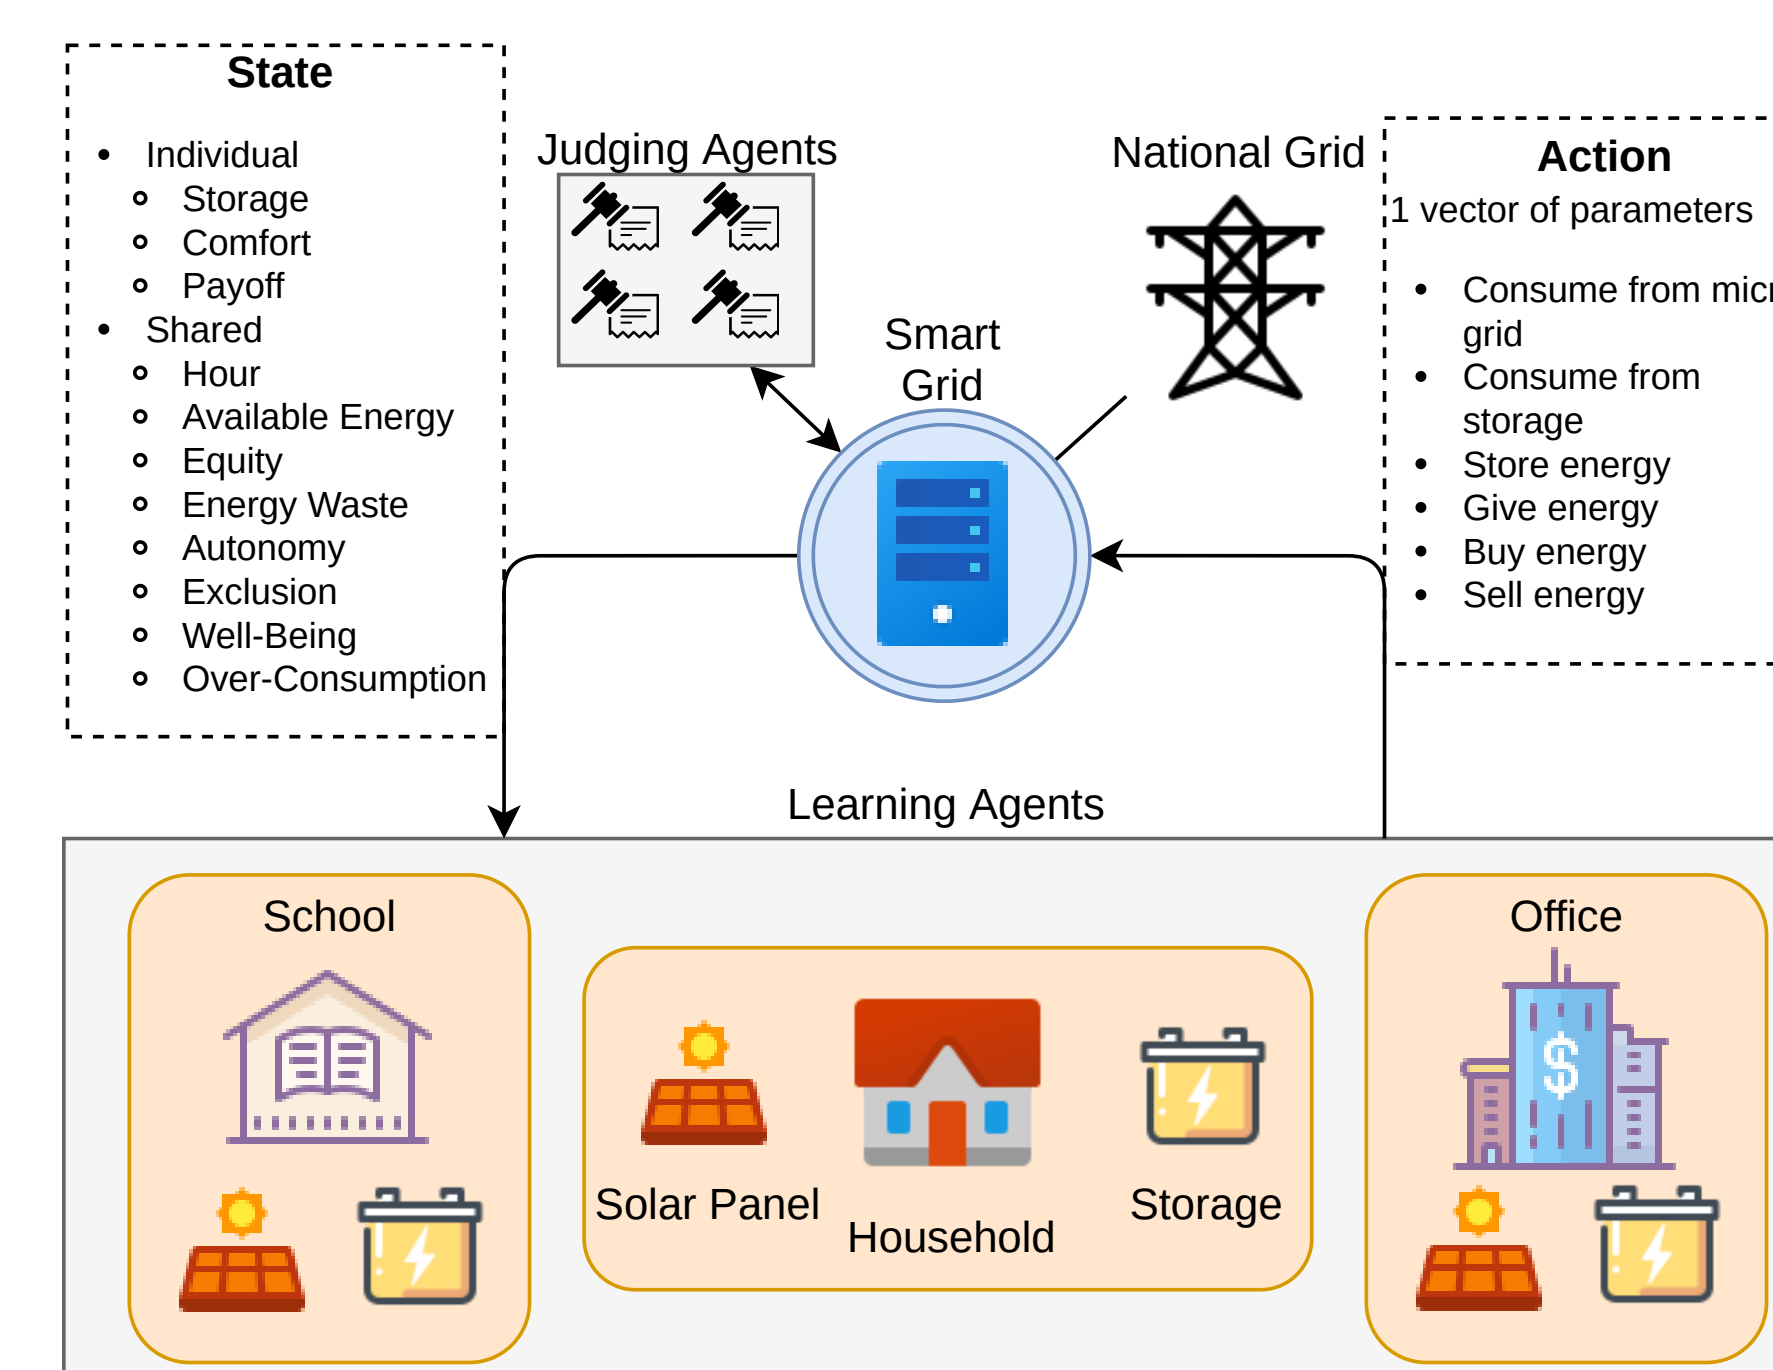 State
Individual
Storage
Comfort
Payoff
Shared
Hour
Available Energy
Equity
Energy Waste
Autonomy
Exclusion
Well-Being
Over-Consumption
Judging Agents
Smart
Grid
National Grid
Action
1 vector of parameters
Consume from micr
grid
Consume from
storage
Store energy
Give energy
Buy energy
Sell energy
Learning Agents
School
Solar Panel
Household
Storage
Office
$